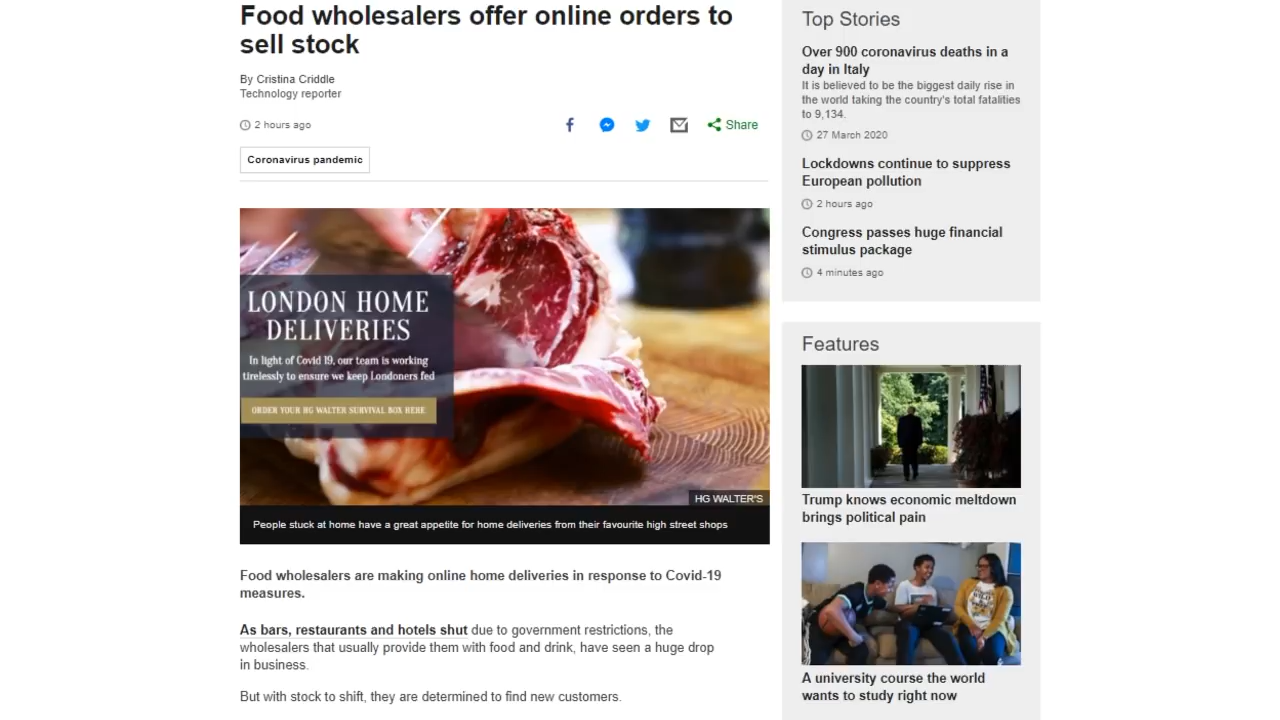 Food wholesalers offer online orders to
sell stock
By Cristina Criddle
Technology reporter
2 hours ago
Share
Coronavirus pandemic
LONDON HOME
DELIVERIES
In light of Covid 19, our team is working
tirelessly to ensure we keep Londoners fed
ORDER YOUR HG WALTER SURVIVAL BOX HERE
HG WALTER'S
People stuck at home have a great appetite for home deliveries from their favourite high street shops
Food wholesalers are making online home deliveries in response to Covid-19
measures.
As bars, restaurants and hotels shut due to government restrictions, the
wholesalers that usually provide them with food and drink, have seen a huge drop
in business.
But with stock to shift, they are determined to find new customers.
Top Stories
Over 900 coronavirus deaths in a
day in Italy
It is believed to be the biggest daily rise in
the world taking the country's total fatalities
to 9,134.
27 March 2020
Lockdowns continue to suppress
European pollution
2 hours ago
Congress passes huge financial
stimulus package
4 minutes ago
Features
Trump knows economic meltdown
brings political pain
A university course the world
wants to study right now